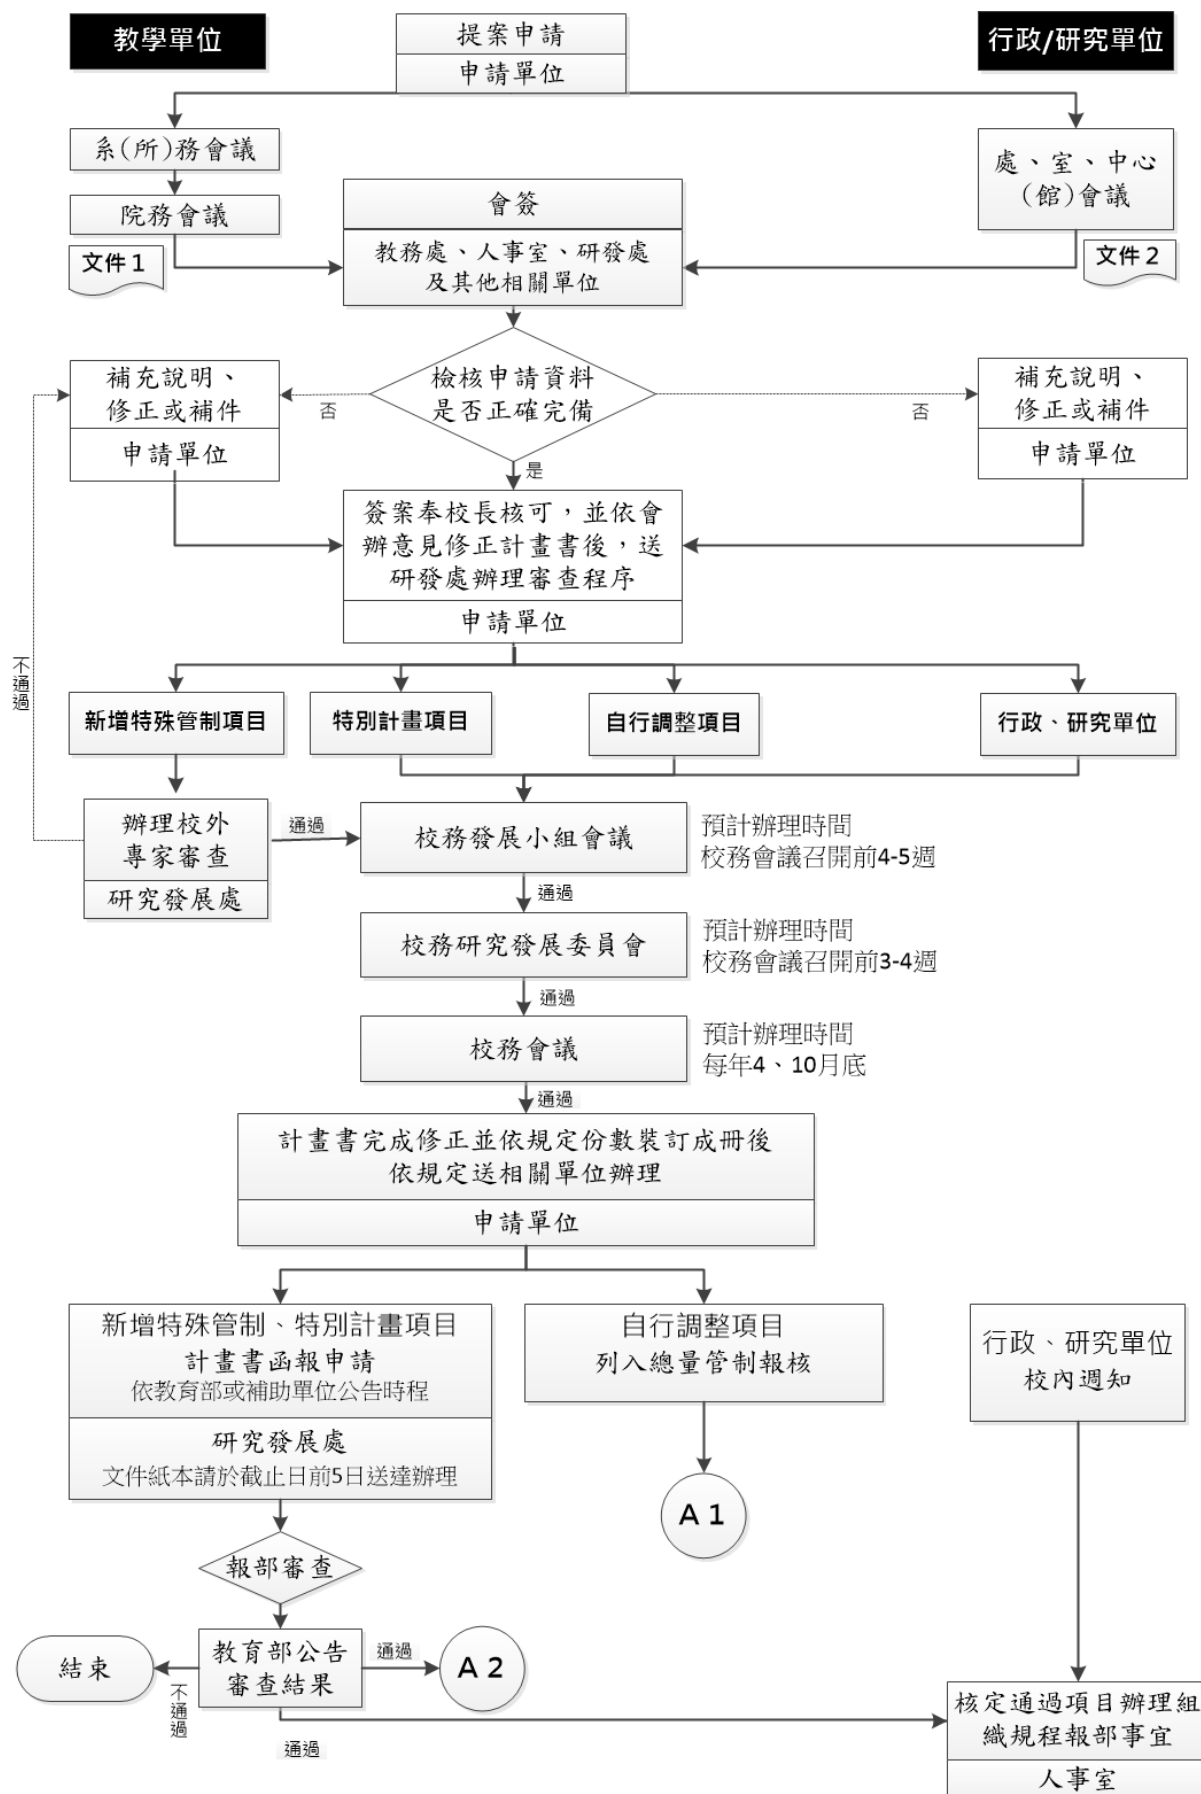 教學單位
提案申請
申請單位
行政/研究單位
系(所)務會議
院務會議
文件1
處、室、中心
(館)會議
文件2
會簽
教務處、人事室、研發處
及其他相關單位
檢核申請資料
是否正確完備
否
否
是
補充說明、
修正或補件
申請單位
補充說明、
修正或補件
申請單位
簽案奉校長核可，並依會
辦意見修正計畫書後，送
研發處辦理審查程序
申請單位
不通過
新增特殊管制項目
特別計畫項目
自行調整項目
行政、研究單位
辦理校外
專家審查
研究發展處
通過
校務發展小組會議
預計辦理時間
校務會議召開前4-5週
通過
校務研究發展委員會
預計辦理時間
校務會議召開前3-4週
通過
校務會議
預計辦理時間
每年4、10月底
通過
計畫書完成修正並依規定份數裝訂成冊後
依規定送相關單位辦理
申請單位
新增特殊管制、特別計畫項目
計畫書函報申請
依教育部或補助單位公告時程
研究發展處
文件紙本請於截止日前5日送達辦理
自行調整項目
列入總量管制報核
A 1
行政、研究單位
校內週知
報部審查
教育部公告
審查結果
結束
不通過
通過
A 2
通過
核定通過項目辦理組
織規程報部事宜
人事室